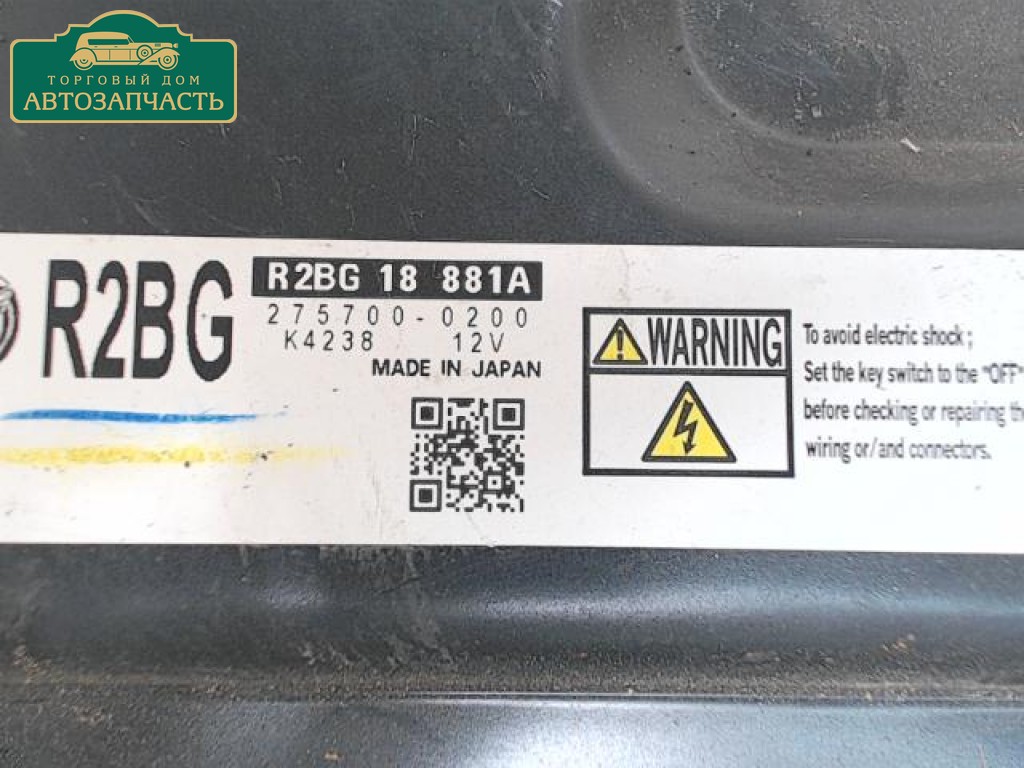 ТОРГОВЫЙ ДОМ
АВТОЗАПЧАСТЬ
R2BG
R2BG 18 881A
275700-0200
K4238 12V
MADE IN JAPAN
WARNING
To avoid electric shock ;
Set the key switch to the "OFF"
before checking or repairing the
wiring or/and connectors.